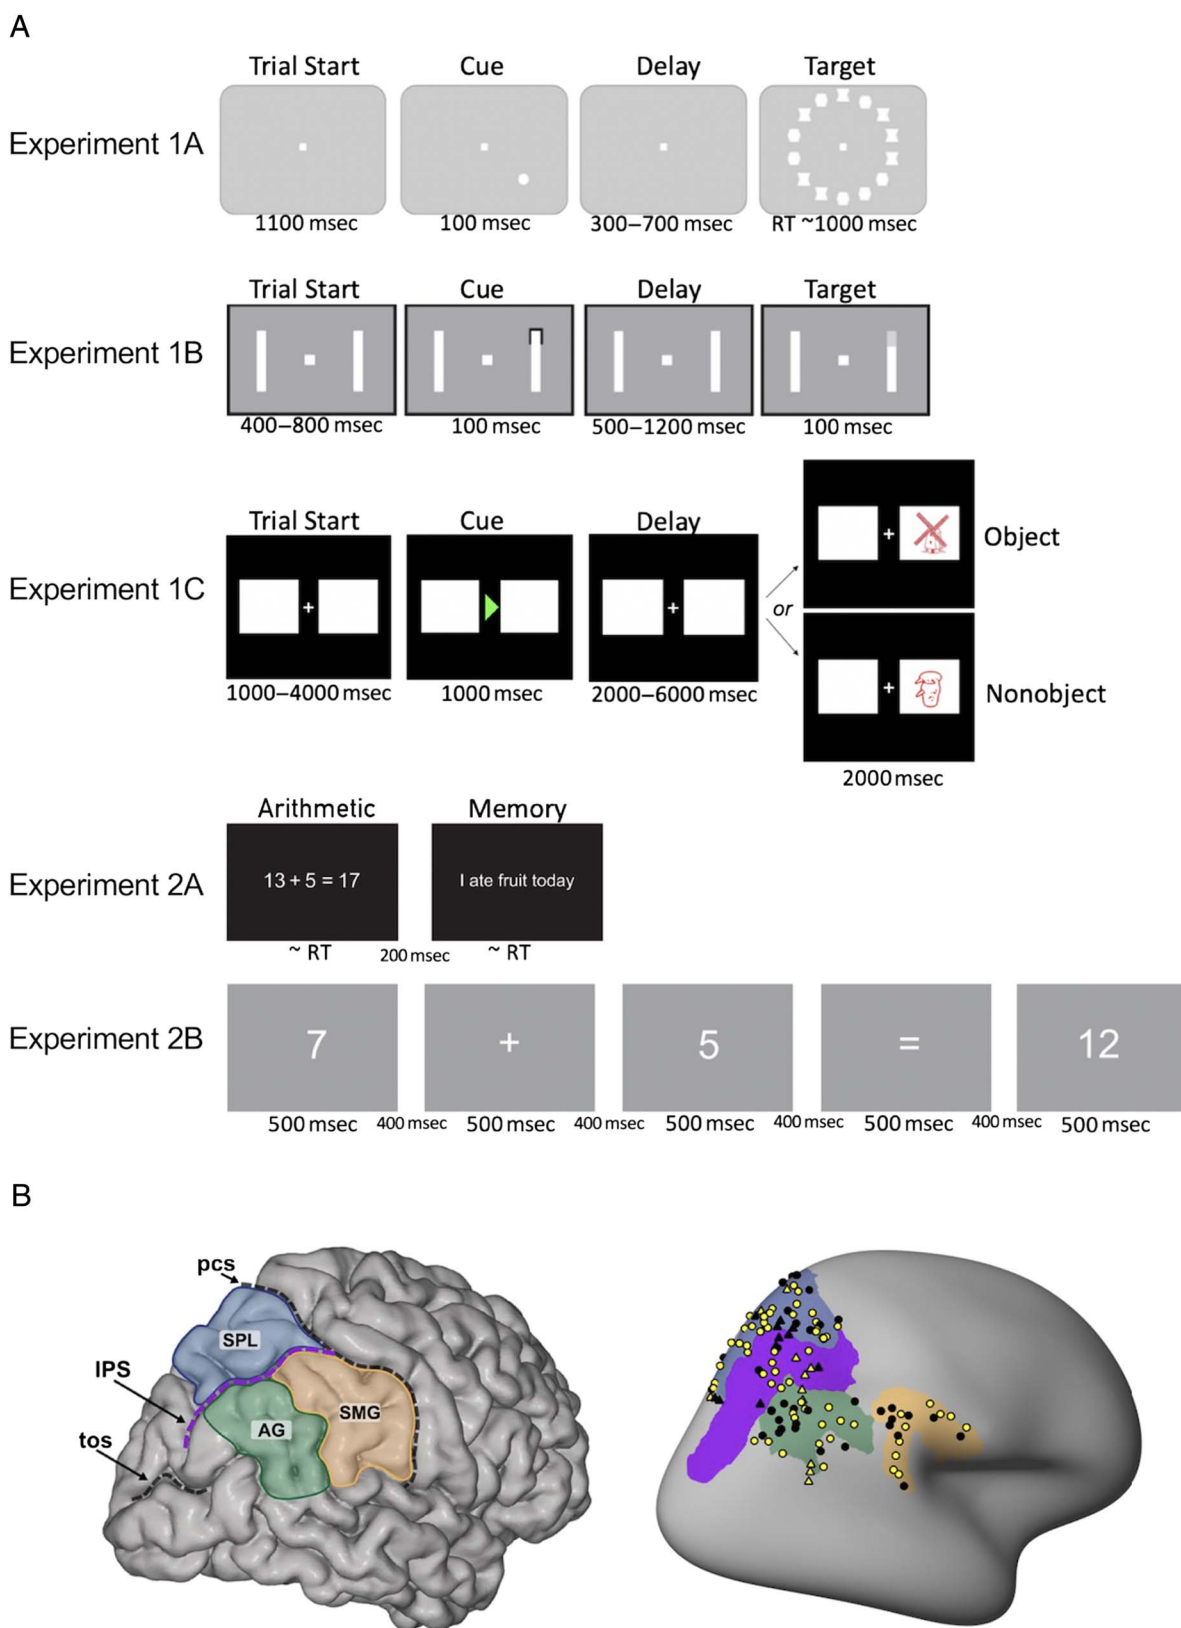 A
Trial Start Cue Delay Target
Experiment 1A
1100 msec 100 msec 300–700 msec RT ~1000 msec
Trial Start Cue Delay Target
Experiment 1B
400–800 msec 100 msec 500–1200 msec 100 msec
Trial Start Cue Delay
Object
Experiment 1C
+ + + or
+ Nonobject
1000–4000 msec 1000 msec 2000–6000 msec
2000 msec
Arithmetic Memory
Experiment 2A
13 + 5 = 17 I ate fruit today
~ RT 200 msec ~ RT
Experiment 2B
7 + 5 = 12
500 msec 400 msec 500 msec 400 msec 500 msec 400 msec 500 msec 400 msec 500 msec
B
pcs
SPL
IPS
SMG
AG
tos